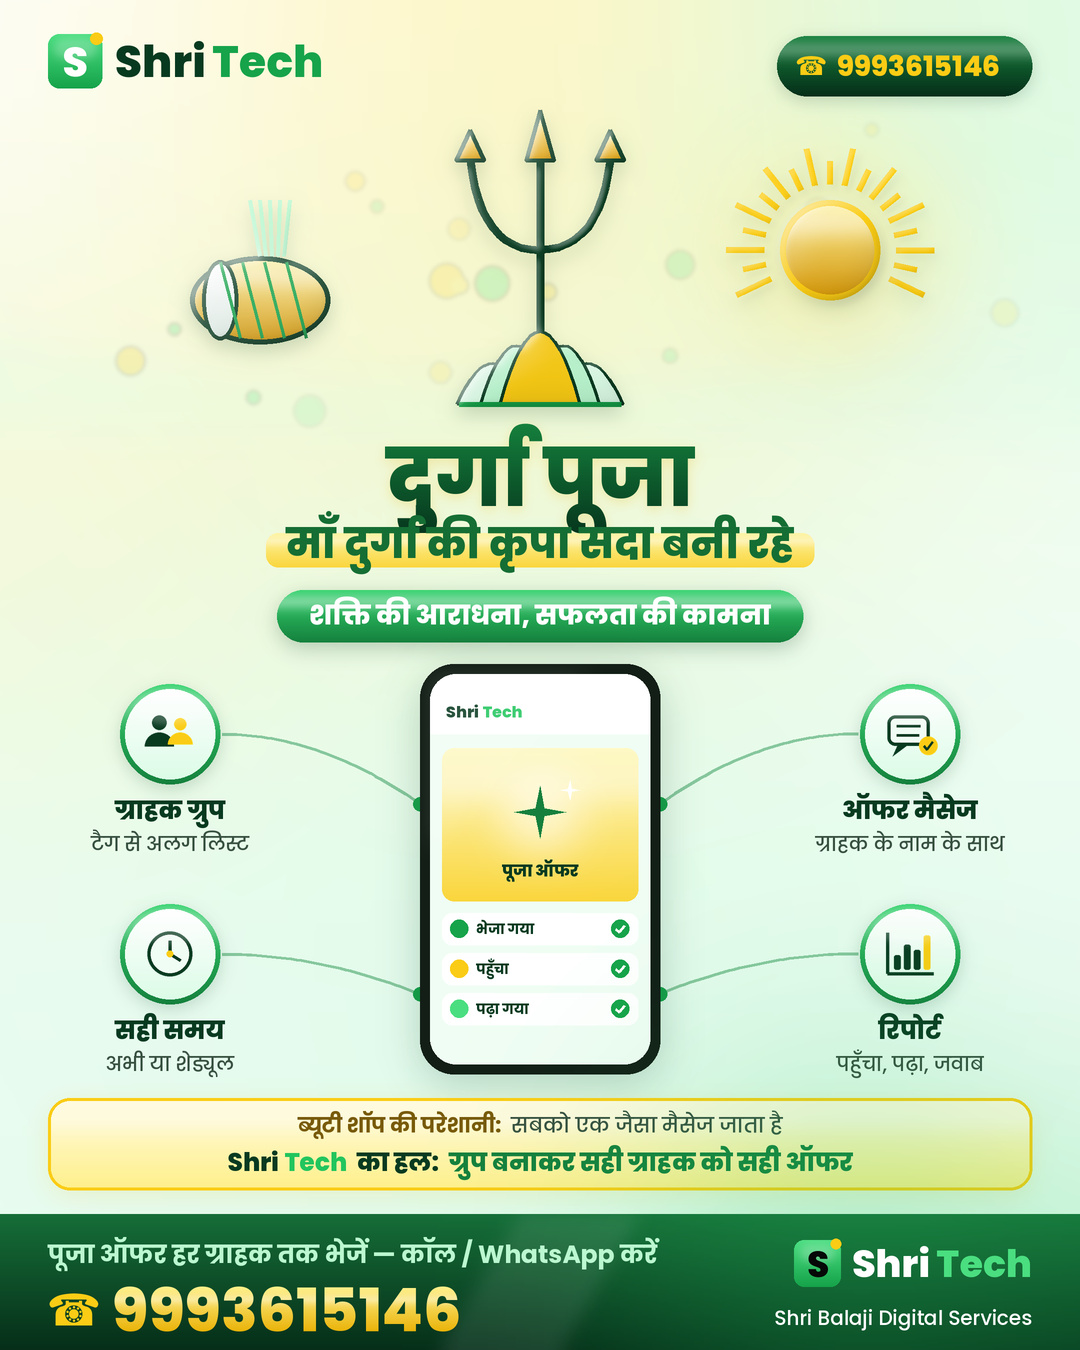 S Shri Tech
☎ 9993615146
दुर्गा पूजा
माँ दुर्गा की कृपा सदा बनी रहे
शक्ति की आराधना, सफलता की कामना
Shri Tech
पूजा ऑफर
भेजा गया
पहुँचा
पढ़ा गया
ग्राहक ग्रुप
टैग से अलग लिस्ट
ऑफर मैसेज
ग्राहक के नाम के साथ
सही समय
अभी या शेड्यूल
रिपोर्ट
पहुँचा, पढ़ा, जवाब
ब्यूटी शॉप की परेशानी: सबको एक जैसा मैसेज जाता है
Shri Tech का हल: ग्रुप बनाकर सही ग्राहक को सही ऑफर
पूजा ऑफर हर ग्राहक तक भेजें — कॉल / WhatsApp करें
☎ 9993615146
S Shri Tech
Shri Balaji Digital Services